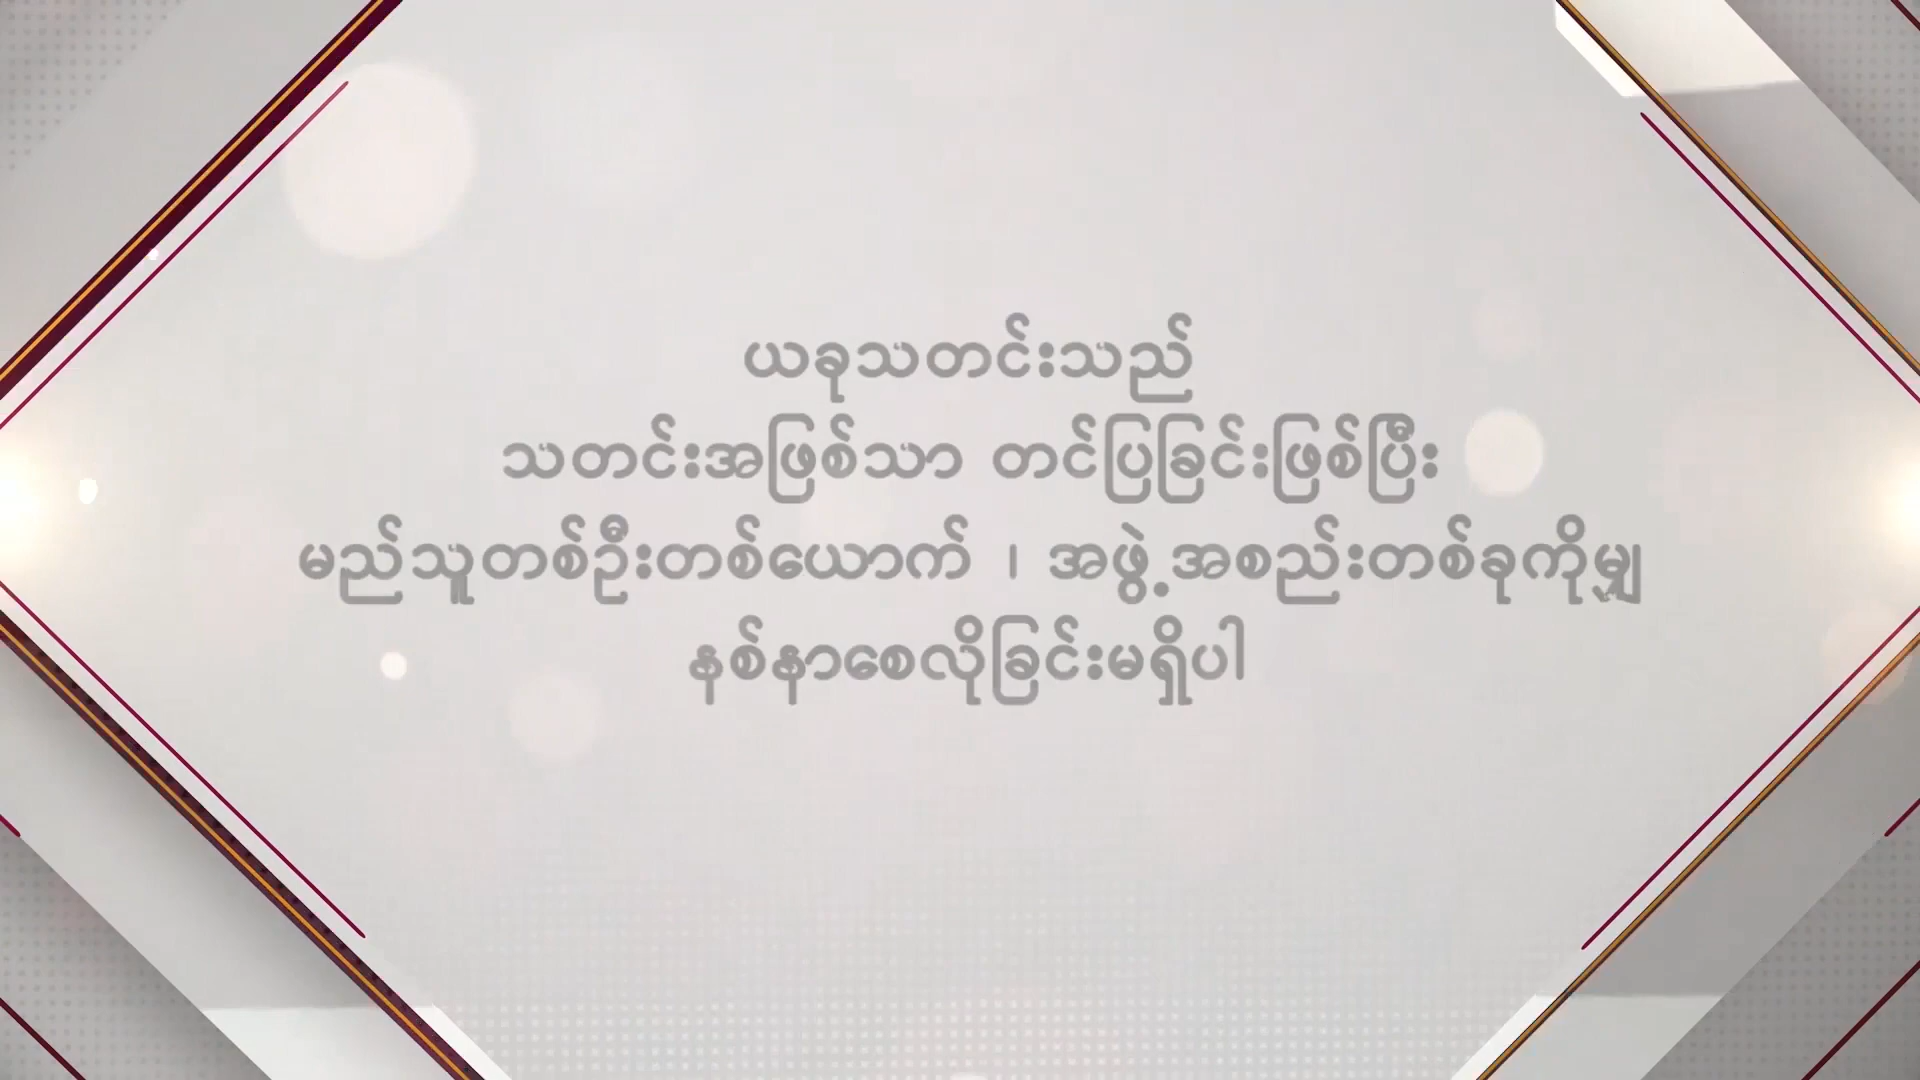 ယခုသတင်းသည်
သတင်းအဖြစ်သာ တင်ပြခြင်းဖြစ်ပြီး
မည်သူတစ်ဦးတစ်ယောက် ၊ အဖွဲ့အစည်းတစ်ခုကိုမျှ
နစ်နာစေလိုခြင်းမရှိပါ